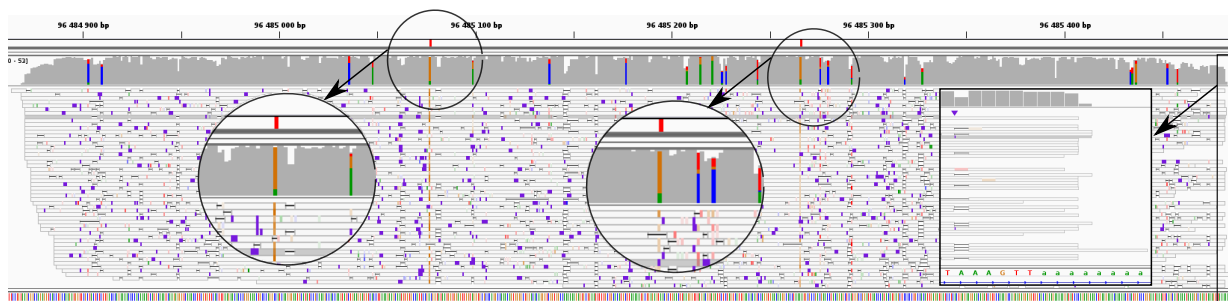 96 484 900 bp 96 485 000 bp 96 485 100 bp 96 485 200 bp 96 485 300 bp 96 485 400 bp
0 - 53]
T A A A G T T a a a a a a a a